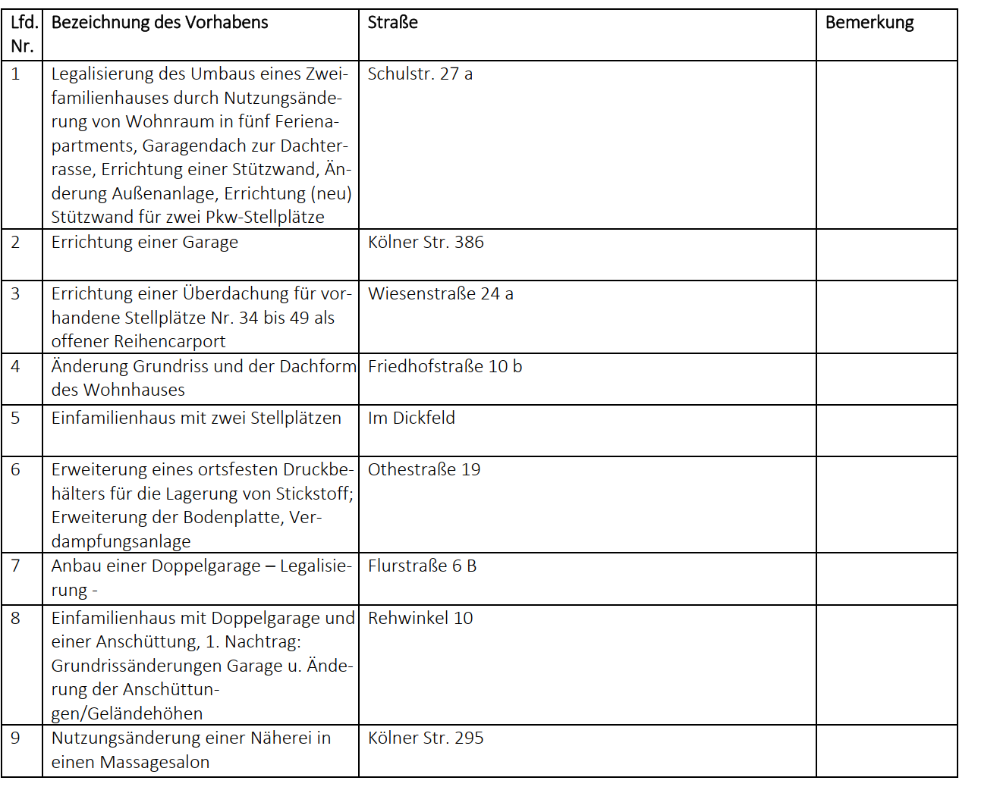 Lfd. Bezeichnung des Vorhabens Straße Bemerkung
Nr.
1 Legalisierung des Umbaus eines Zwei- Schulstr. 27 a
familienhauses durch Nutzungsände-
rung von Wohnraum in fünf Feriena-
partments, Garagendach zur Dachter-
rasse, Errichtung einer Stützwand, Än-
derung Außenanlage, Errichtung (neu)
Stützwand für zwei Pkw-Stellplätze
2 Errichtung einer Garage Kölner Str. 386
3 Errichtung einer Überdachung für vor- Wiesenstraße 24 a
handene Stellplätze Nr. 34 bis 49 als
offener Reihencarport
4 Änderung Grundriss und der Dachform Friedhofstraße 10 b
des Wohnhauses
5 Einfamilienhaus mit zwei Stellplätzen Im Dickfeld
6 Erweiterung eines ortsfesten Druckbe- Othestraße 19
hälters für die Lagerung von Stickstoff;
Erweiterung der Bodenplatte, Ver-
dampfungsanlage
7 Anbau einer Doppelgarage – Legalisie- Flurstraße 6 B
rung -
8 Einfamilienhaus mit Doppelgarage und Rehwinkel 10
einer Anschüttung, 1. Nachtrag:
Grundrissänderungen Garage u. Ände-
rung der Anschüttun-
gen/Geländehöhen
9 Nutzungsänderung einer Näherei in Kölner Str. 295
einen Massagesalon